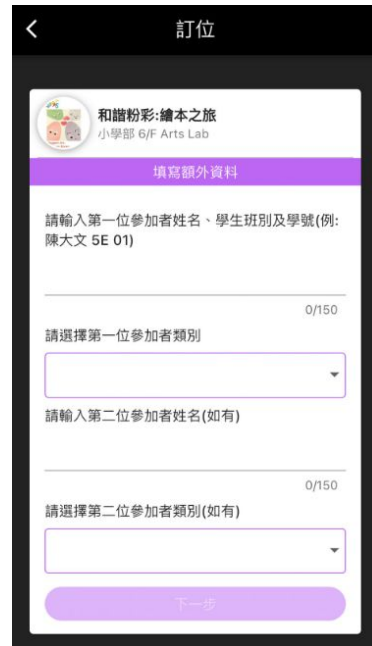 訂位
和諧粉彩:繪本之旅
小學部 6/F Arts Lab
填寫額外資料
請輸入第一位參加者姓名、學生班別及學號(例:
陳大文 5E 01)
0/150
請選擇第一位參加者類別
請輸入第二位參加者姓名(如有)
0/150
請選擇第二位參加者類別(如有)
下一步